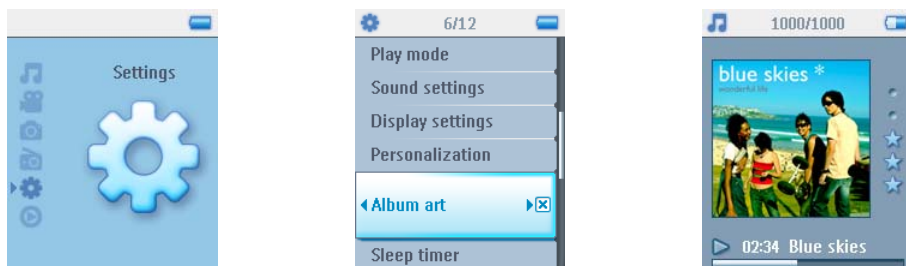 Settings
6/12
Play mode
Sound settings
Display settings
Personalization
Album art
Sleep timer
1000/1000
blue skies *
wonderful life
02:34 Blue skies